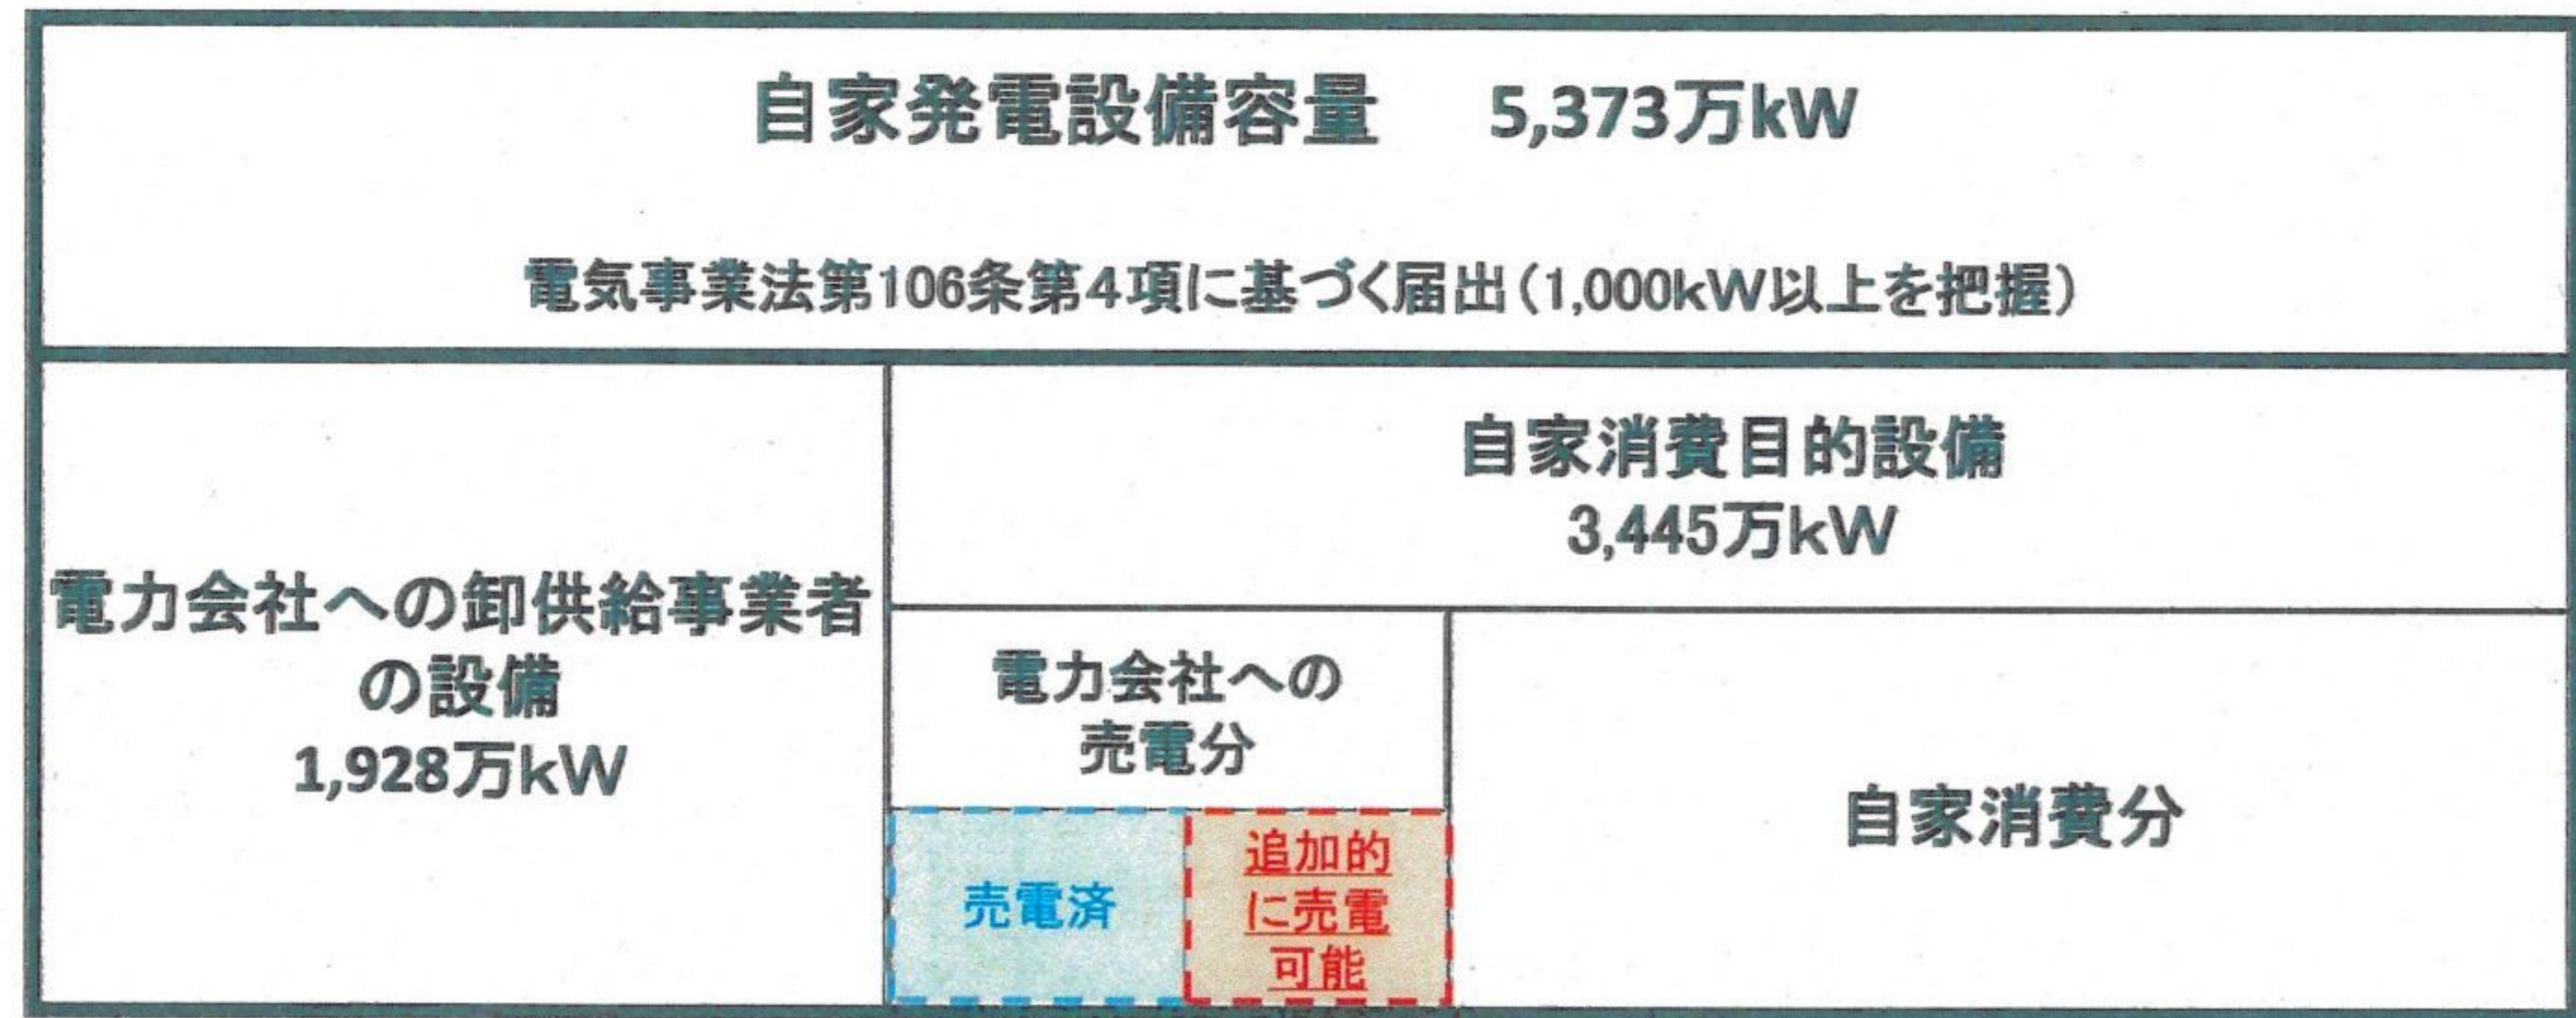 自家発電設備容量　5,373万kW
電気事業法第106条第4項に基づく届出(1,000kW以上を把握)
電力会社への卸供給事業者
の設備
1,928万kW
自家消費目的設備
3,445万kW
電力会社への
売電分
売電済
追加的
に売電
可能
自家消費分